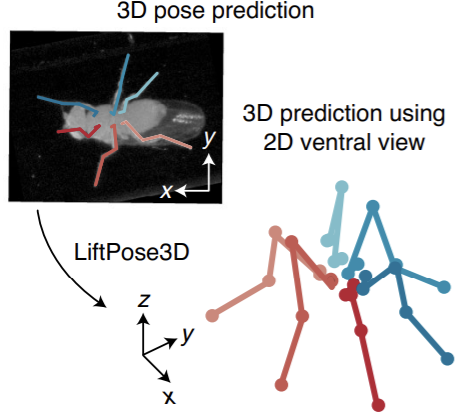 3D pose prediction
y
x
3D prediction using
2D ventral view
LiftPose3D
z
y
x